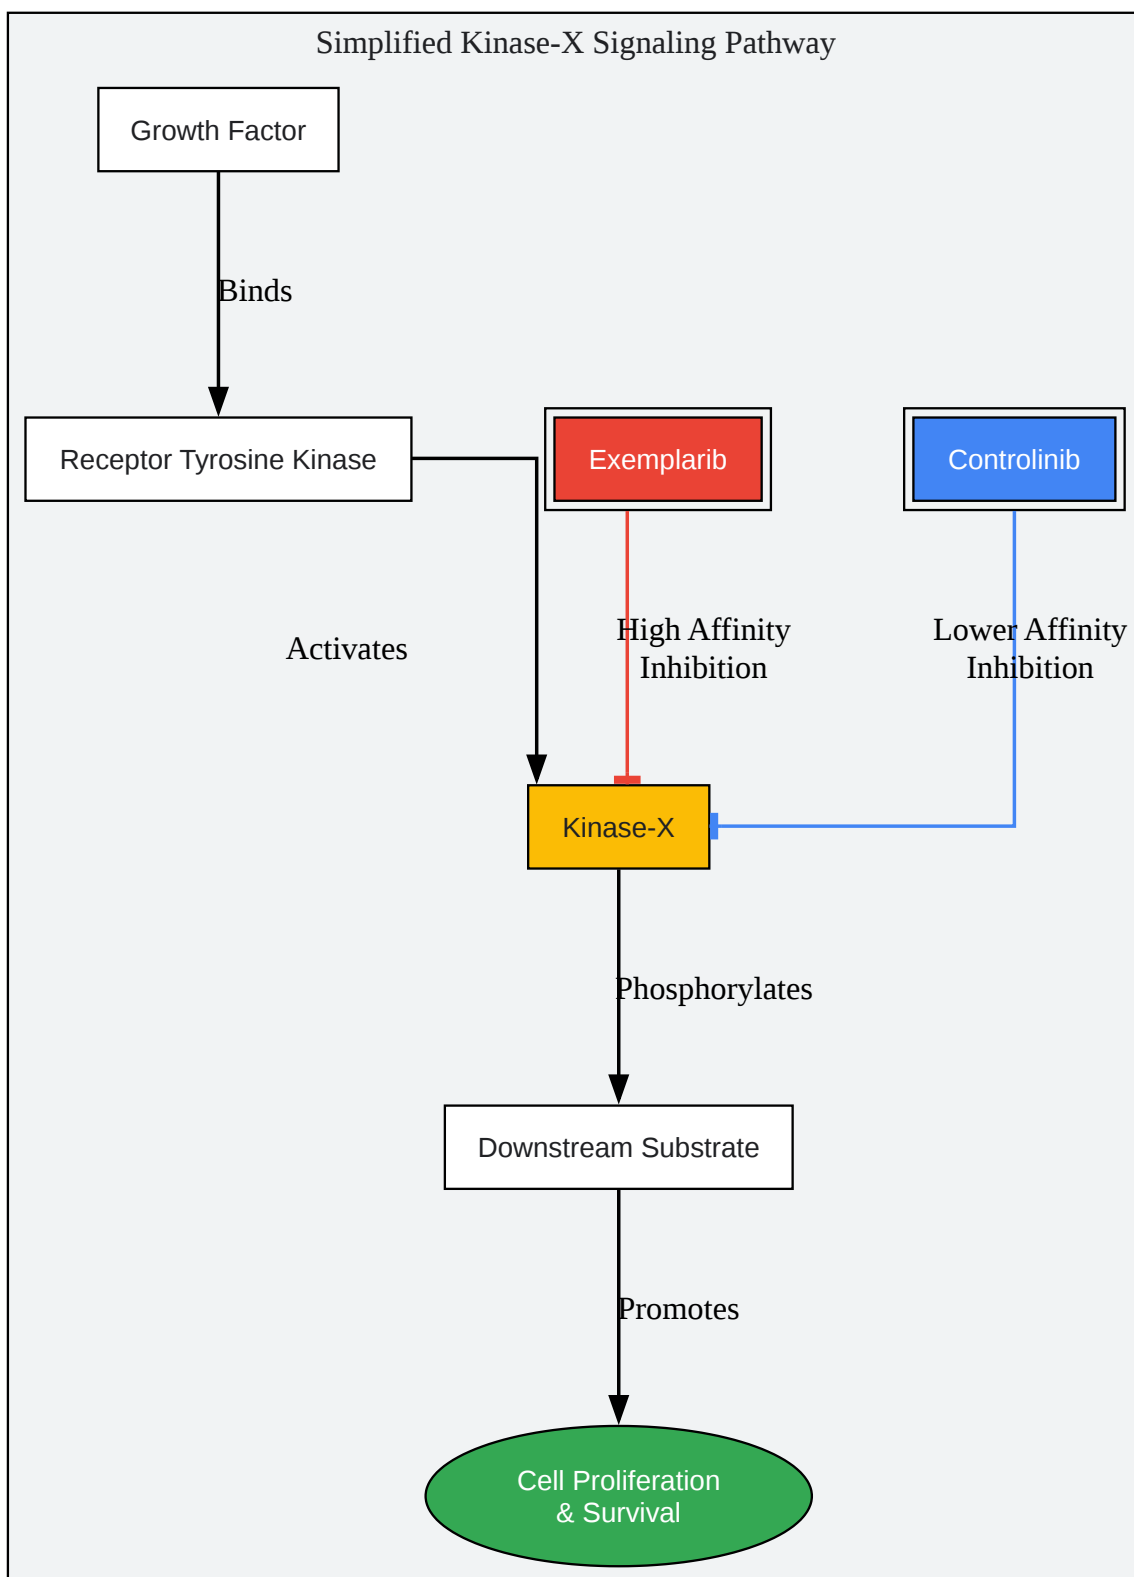 Simplified Kinase-X Signaling Pathway
Growth Factor
Binds
Receptor Tyrosine Kinase
Exemplarib
Controlinib
Activates
High Affinity
Inhibition
Lower Affinity
Inhibition
Kinase-X
Phosphorylates
Downstream Substrate
Promotes
Cell Proliferation
& Survival